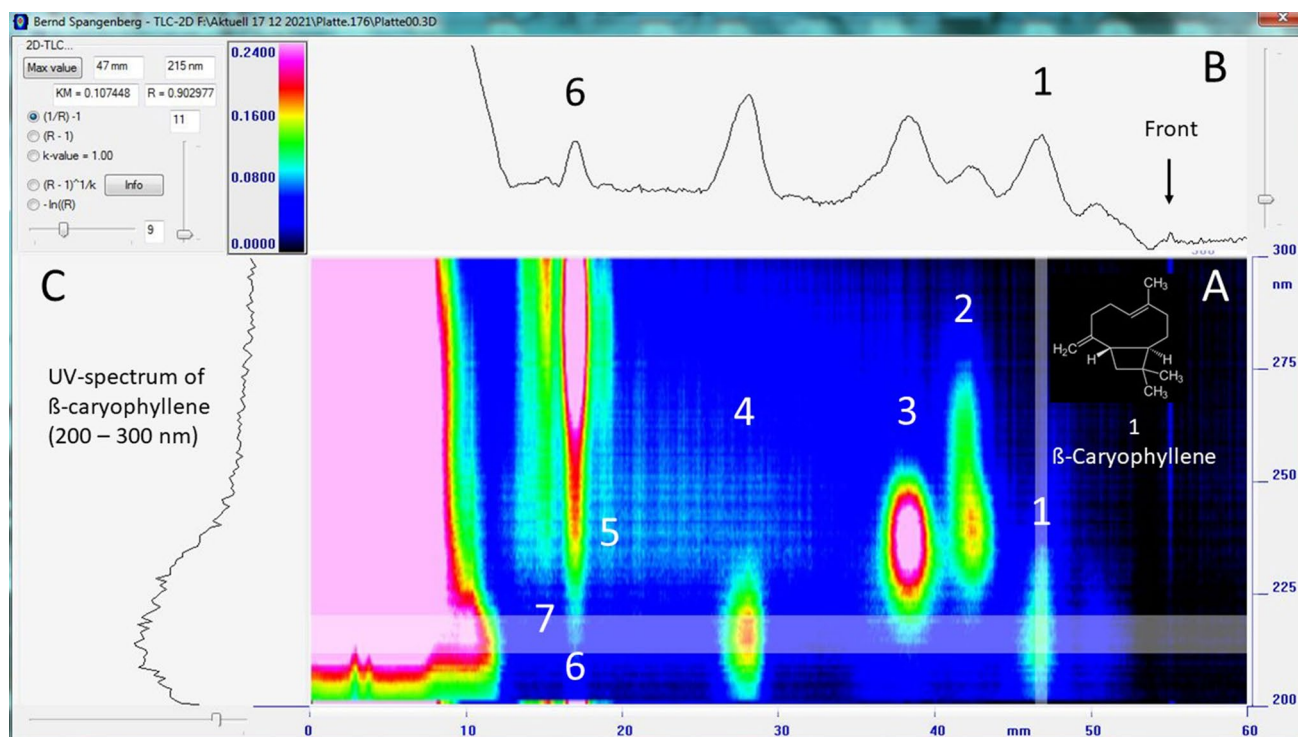 Bernd Spangenberg - TLC-2D F:\Aktuell 17 12 2021\Platte.176\Platte00.3D
2D-TLC...
Max value 47 mm 215 nm
KM = 0.107448 R = 0.902977
(1/R) -1 11
(R - 1)
k-value = 1.00
(R - 1)^1/k Info
- ln((R) 9
0.2400
0.1600
0.0800
0.0000
6
1
B
Front
300
nm
275
250
225
200
C
UV-spectrum of
ß-caryophyllene
(200 – 300 nm)
A
2
CH₃
H₂C
H H
CH₃
CH₃
1
ß-Caryophyllene
4
3
1
5
7
6
0 10 20 30 40 mm 50 60